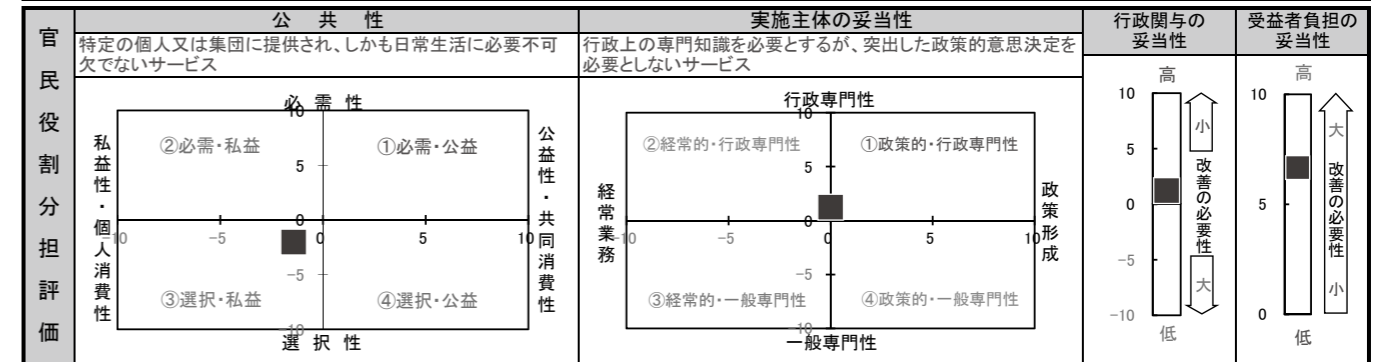 官民役割分担評価
公共性
特定の個人又は集団に提供され、しかも日常生活に必要不可
欠でないサービス
必需性
10
②必需・私益
①必需・公益
5
私益性・個人消費性
公益性・共同消費性
0
-10
-5
0
5
10
-5
③選択・私益
④選択・公益
-10
選択性
実施主体の妥当性
行政上の専門知識を必要とするが、突出した政策的意思決定を
必要としないサービス
行政専門性
10
②経常的・行政専門性
①政策的・行政専門性
5
経常業務
政策形成
0
-10
-5
0
5
10
-5
③経常的・一般専門性
④政策的・一般専門性
-10
一般専門性
行政関与の
妥当性
高
10
5
0
-5
-10
低
小
改善の必要性
大
受益者負担の
妥当性
高
10
5
0
低
大
改善の必要性
小